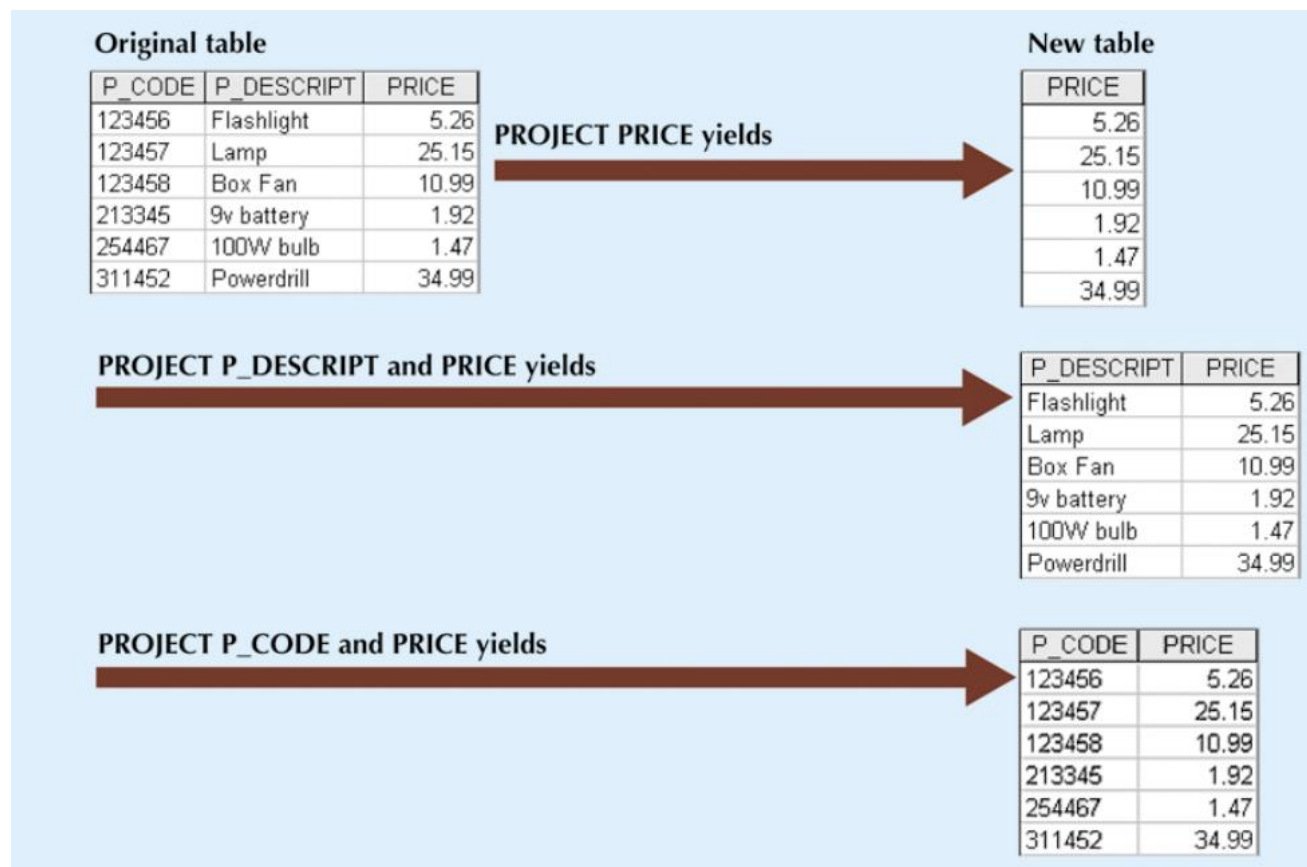 Original table
P_CODE P_DESCRIPT PRICE
123456 Flashlight 5.26
123457 Lamp 25.15
123458 Box Fan 10.99
213345 9v battery 1.92
254467 100W bulb 1.47
311452 Powerdrill 34.99
PROJECT PRICE yields
New table
PRICE
5.26
25.15
10.99
1.92
1.47
34.99
PROJECT P_DESCRIPT and PRICE yields
P_DESCRIPT PRICE
Flashlight 5.26
Lamp 25.15
Box Fan 10.99
9v battery 1.92
100W bulb 1.47
Powerdrill 34.99
PROJECT P_CODE and PRICE yields
P_CODE PRICE
123456 5.26
123457 25.15
123458 10.99
213345 1.92
254467 1.47
311452 34.99